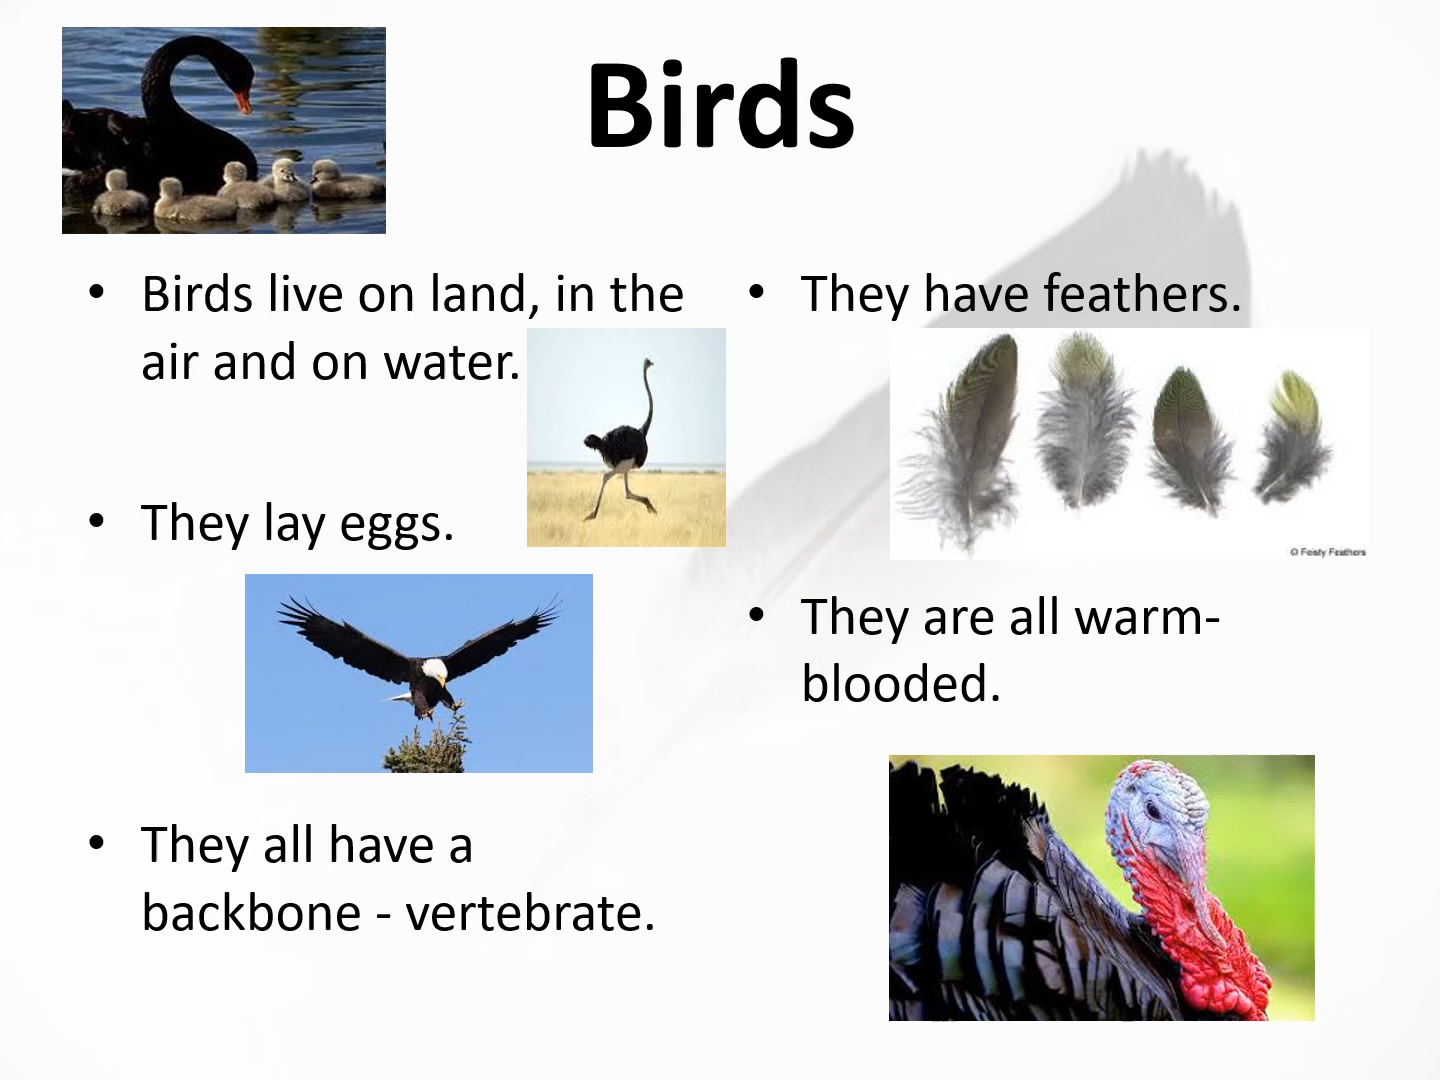 Birds
• Birds live on land, in the
air and on water.
• They lay eggs.
• They all have a
backbone - vertebrate.
• They have feathers.
© Feisty Feathers
• They are all warm-
blooded.